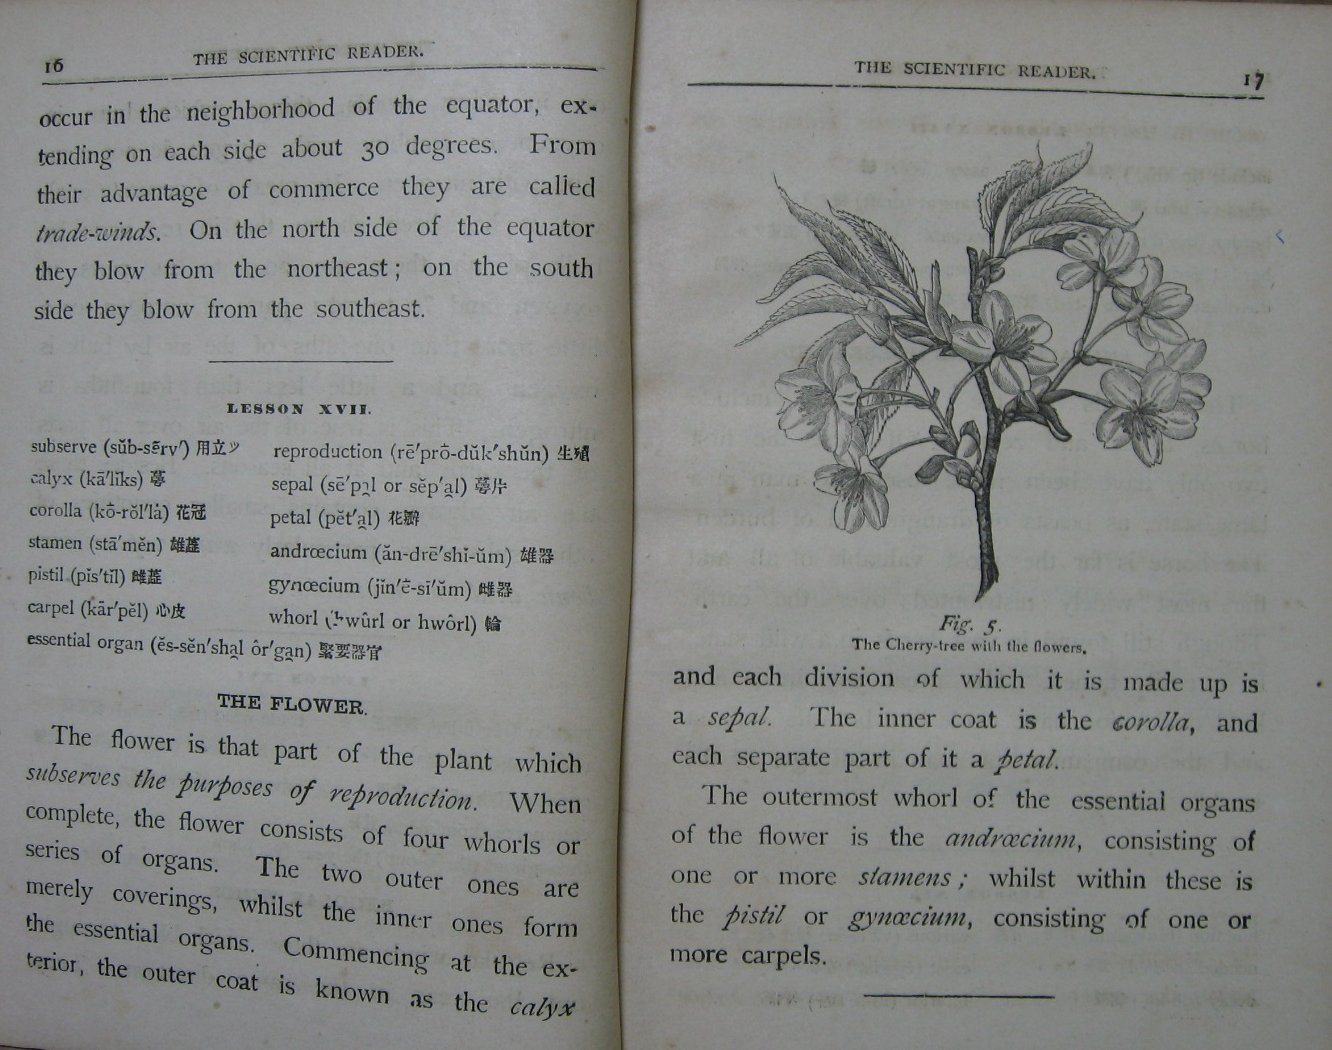 16
THE SCIENTIFIC READER.
occur in the neighborhood of the equator, ex-
tending on each side about 30 degrees. From
their advantage of commerce they are called
trade-winds. On the north side of the equator
they blow from the northeast; on the south
side they blow from the southeast.
LESSON XVII.
subserve (sŭb-sẽrv′) 用立ツ
reproduction (rē′prō̇-dŭk′shŭn) 生殖
calyx (kā′lĭks) 萼
sepal (sē′pa̤l or sĕp′a̤l) 萼片
corolla (kō̇-rŏl′lȧ) 花冠
petal (pĕt′a̤l) 花瓣
stamen (stā′mĕn) 雄蕋
andrœcium (ăn-drē′shĭ-ŭm) 雄器
pistil (pĭs′tĭl) 雌蕋
gynœcium (jĭn′ē̇-sī′ŭm) 雌器
carpel (kär′pĕl) 心皮
whorl wûrl or hwôrl) 輪
essential organ (ĕs-sĕn′sha̤l ôr′ga̤n) 緊要器官
THE FLOWER.
The flower is that part of the plant which
subserves the purposes of reproduction. When
complete, the flower consists of four whorls or
series of organs. The two outer ones are
merely coverings, whilst the inner ones form
the essential organs. Commencing at the ex-
terior, the outer coat is known as the calyx
THE SCIENTIFIC READER.
17
Fig. 5.
The Cherry-tree with the flowers.
and each division of which it is made up is
a sepal. The inner coat is the corolla, and
each separate part of it a petal.
The outermost whorl of the essential organs
of the flower is the andrœcium, consisting of
one or more stamens; whilst within these is
the pistil or gynœcium, consisting of one or
more carpels.